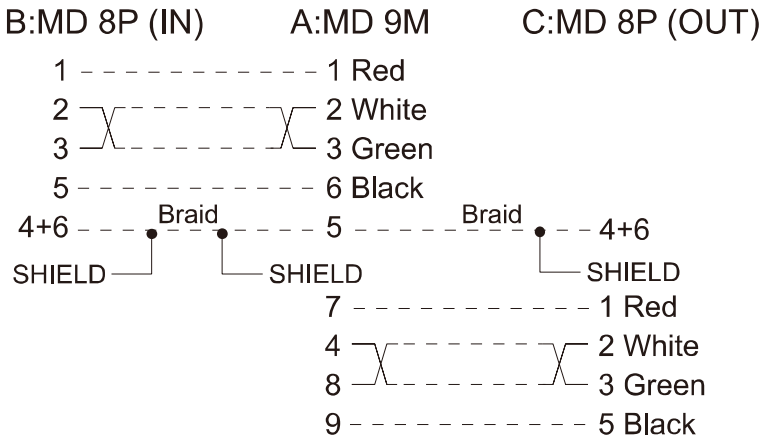 B:MD 8P (IN) A:MD 9M C:MD 8P (OUT)
1 1 Red
2 2 White
3 3 Green
5 6 Black
4+6 Braid 5 Braid 4+6
SHIELD SHIELD SHIELD
7 1 Red
4 2 White
8 3 Green
9 5 Black